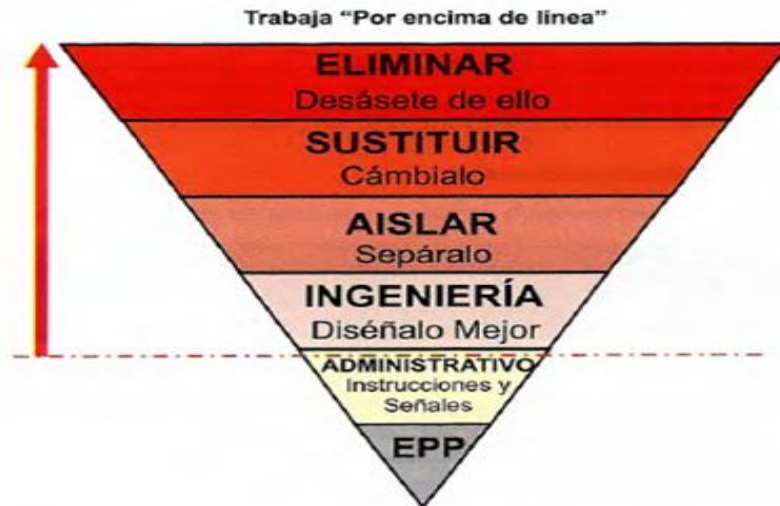 Trabaja “Por encima de línea”
ELIMINAR
Desásete de ello
SUSTITUIR
Cámbialo
AISLAR
Sepáralo
INGENIERÍA
Diséñalo Mejor
ADMINISTRATIVO
Instrucciones y
Señales
EPP